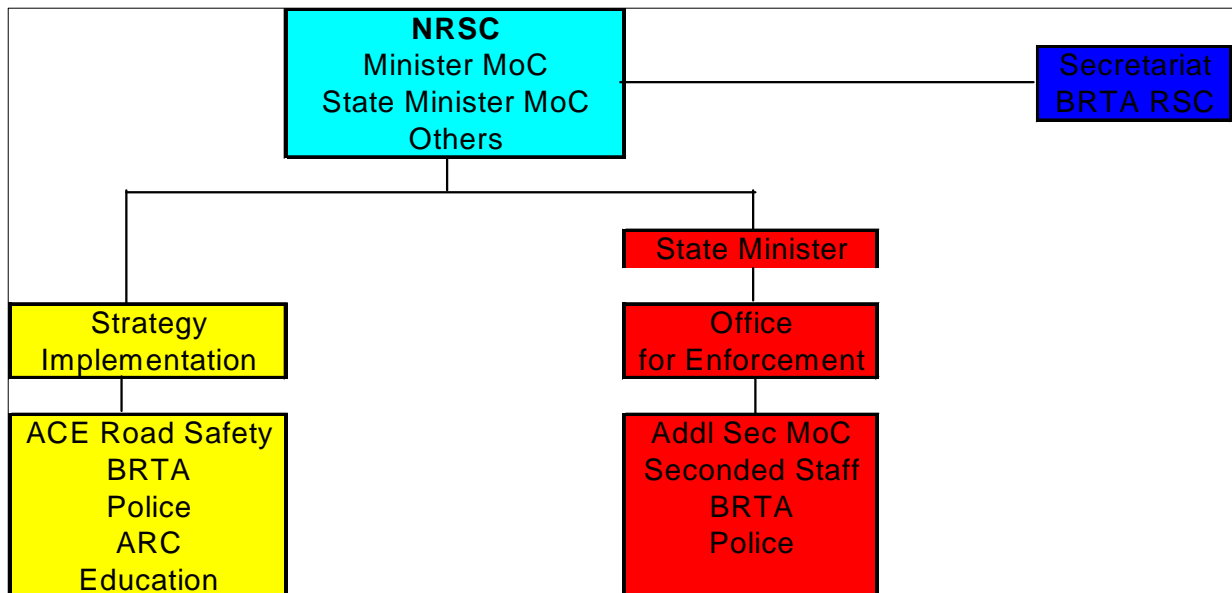 NRSC
Minister MoC
State Minister MoC
Others
Secretariat
BRTA RSC
State Minister
Strategy
Implementation
Office
for Enforcement
ACE Road Safety
BRTA
Police
ARC
Education
Addl Sec MoC
Seconded Staff
BRTA
Police